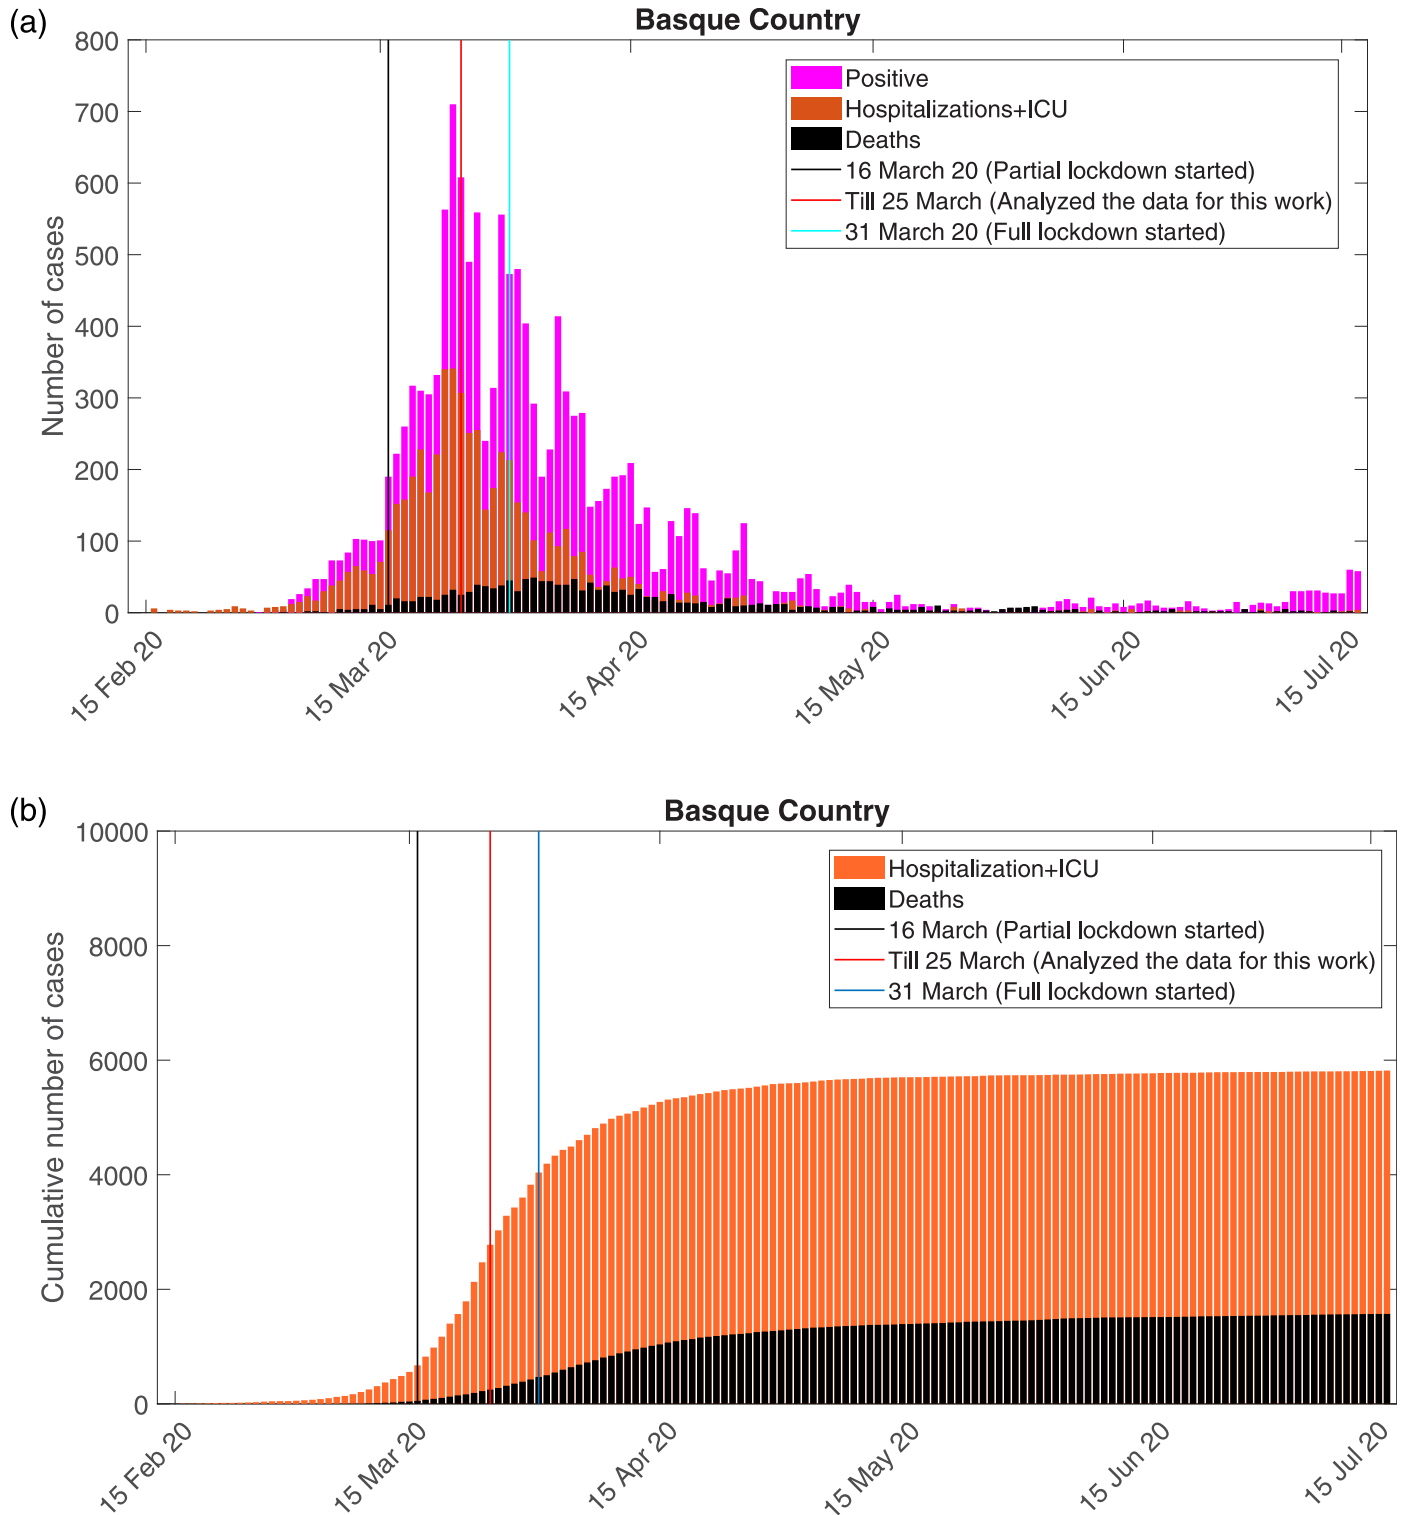 (a)
Basque Country
800
700
600
500
400
300
200
100
0
Number of cases
Positive
Hospitalizations+ICU
Deaths
16 March 20 (Partial lockdown started)
Till 25 March (Analyzed the data for this work)
31 March 20 (Full lockdown started)
15 Feb 20
15 Mar 20
15 Apr 20
15 May 20
15 Jun 20
15 Jul 20
(b)
Basque Country
10000
8000
6000
4000
2000
0
Cumulative number of cases
Hospitalization+ICU
Deaths
16 March (Partial lockdown started)
Till 25 March (Analyzed the data for this work)
31 March (Full lockdown started)
15 Feb 20
15 Mar 20
15 Apr 20
15 May 20
15 Jun 20
15 Jul 20